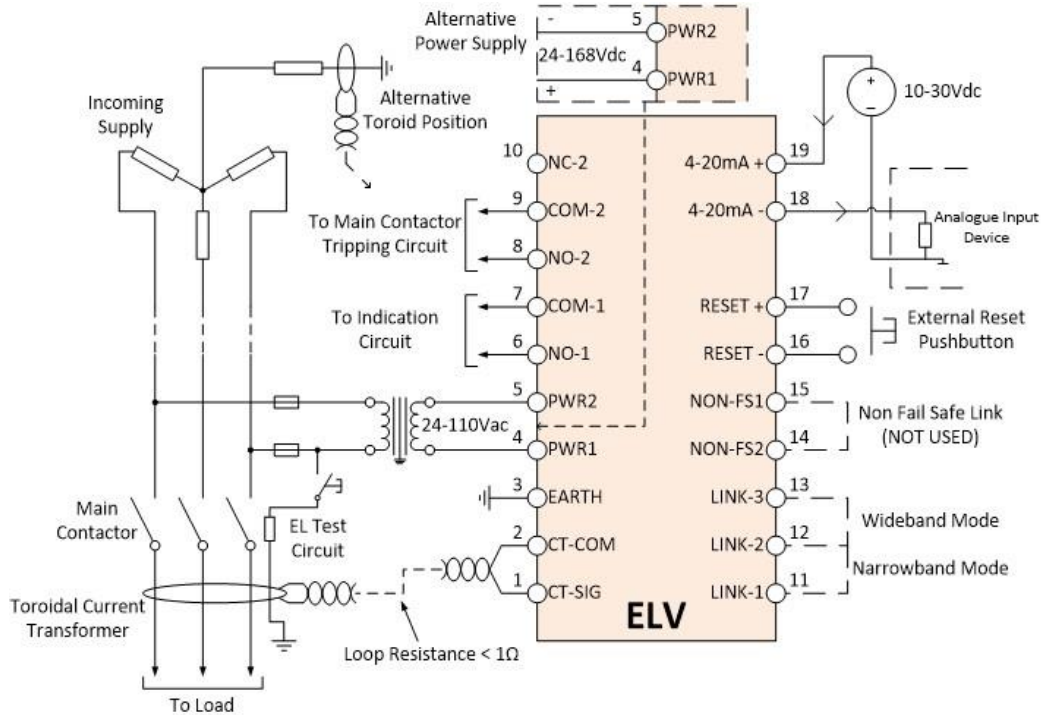 Alternative
Power Supply
-
5
PWR2
24-168Vdc
4
PWR1
+
Incoming
Supply
Alternative
Toroid Position
+
-
10-30Vdc
10
NC-2
9
COM-2
8
NO-2
To Main Contactor
Tripping Circuit
7
COM-1
6
NO-1
To Indication
Circuit
5
PWR2
24-110Vac
4
PWR1
3
EARTH
2
CT-COM
1
CT-SIG
ELV
19
4-20mA +
18
4-20mA -
Analogue Input
Device
17
RESET +
16
RESET -
External Reset
Pushbutton
15
NON-FS1
14
NON-FS2
Non Fail Safe Link
(NOT USED)
13
LINK-3
Wideband Mode
12
LINK-2
Narrowband Mode
11
LINK-1
Main
Contactor
EL Test
Circuit
Toroidal Current
Transformer
Loop Resistance < 1Ω
To Load